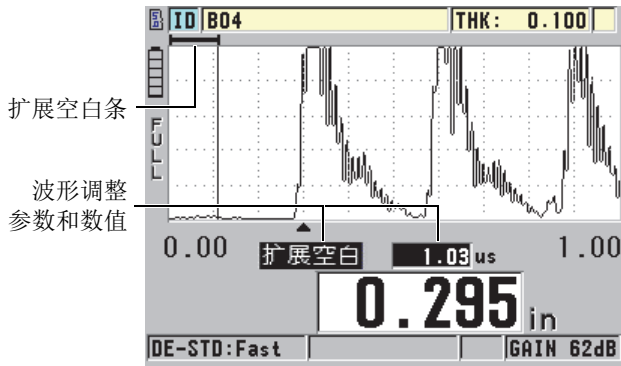 ID B04 THK: 0.100
扩展空白条
FULL
波形调整
参数和数值
0.00 扩展空白 1.03 us 1.00
0.295 in
DE-STD:Fast GAIN 62dB